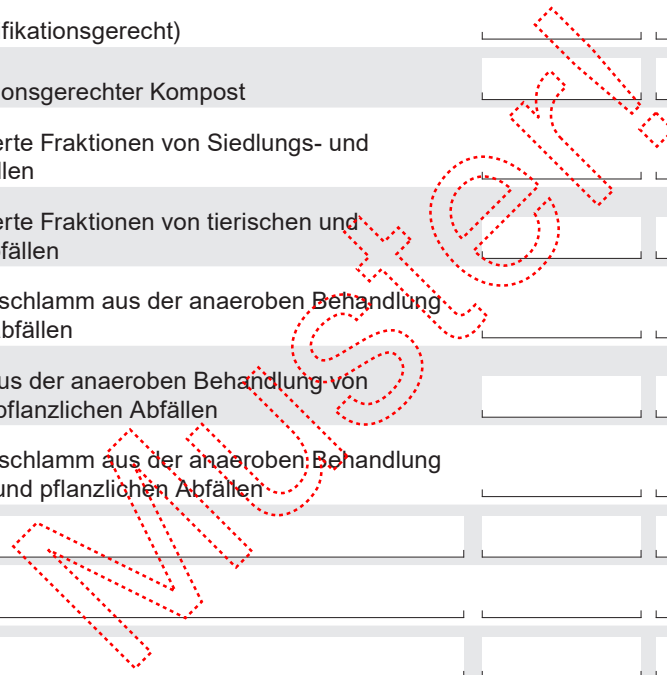 fikationsgerecht)
onsgerechter Kompost
erte Fraktionen von Siedlungs- und
llen
erte Fraktionen von tierischen und
fällen
schlamm aus der anaeroben Behandlung
bfällen
us der anaeroben Behandlung von
pflanzlichen Abfällen
schlamm aus der anaeroben Behandlung
und pflanzlichen Abfällen
Muster!